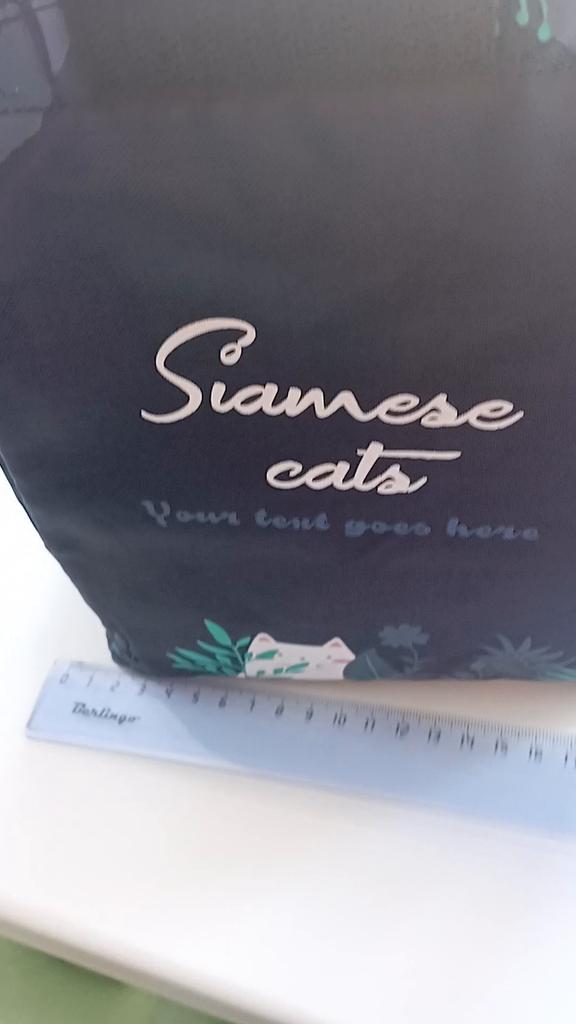 Siamese
cats
Your text goes here
0 1 2 3 4 5 6 7 8 9 10 11 12 13 14 15 16
Berlingo